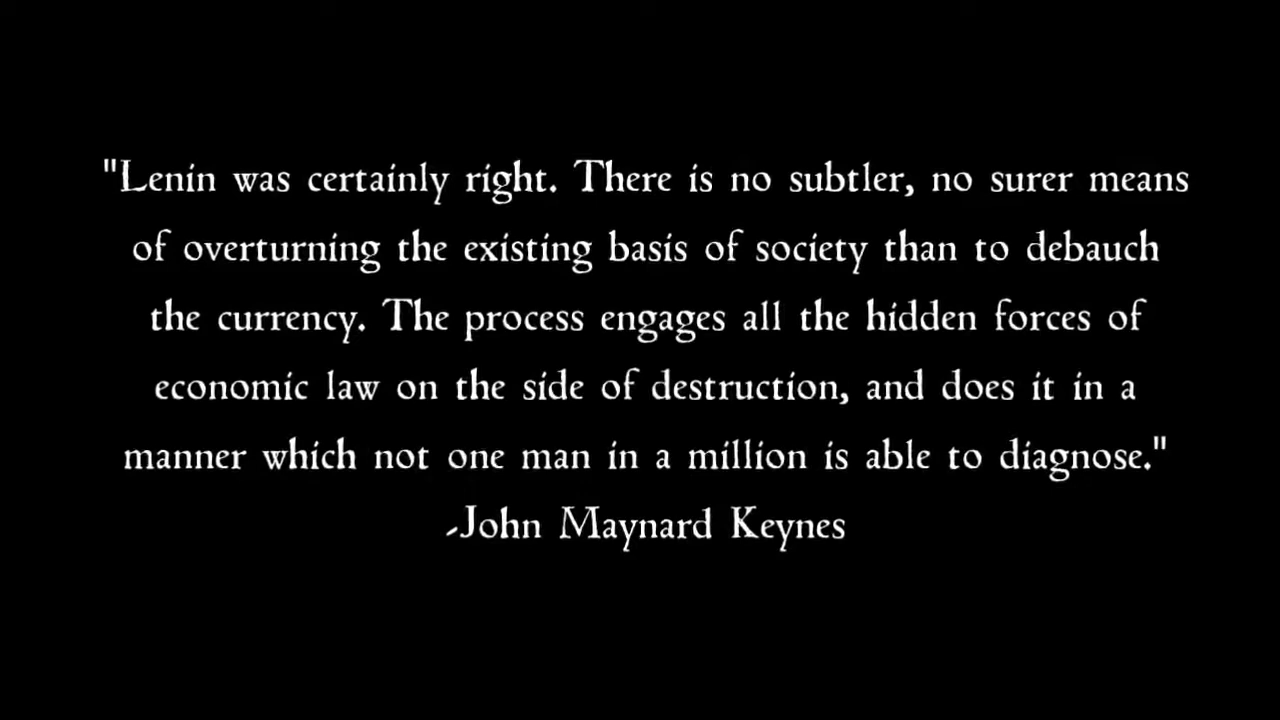 "Lenin was certainly right. There is no subtler, no surer means
of overturning the existing basis of society than to debauch
the currency. The process engages all the hidden forces of
economic law on the side of destruction, and does it in a
manner which not one man in a million is able to diagnose."
-John Maynard Keynes